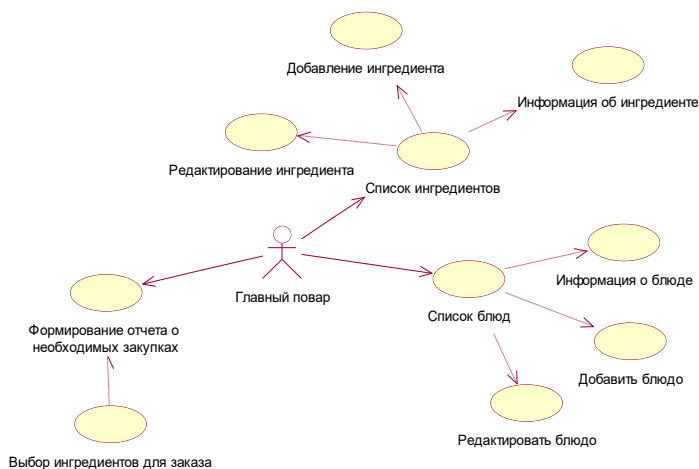 Добавление ингредиента
Информация об ингредиенте
Редактирование ингредиента
Список ингредиентов
Главный повар
Информация о блюде
Список блюд
Формирование отчета о
необходимых закупках
Добавить блюдо
Редактировать блюдо
Выбор ингредиентов для заказа